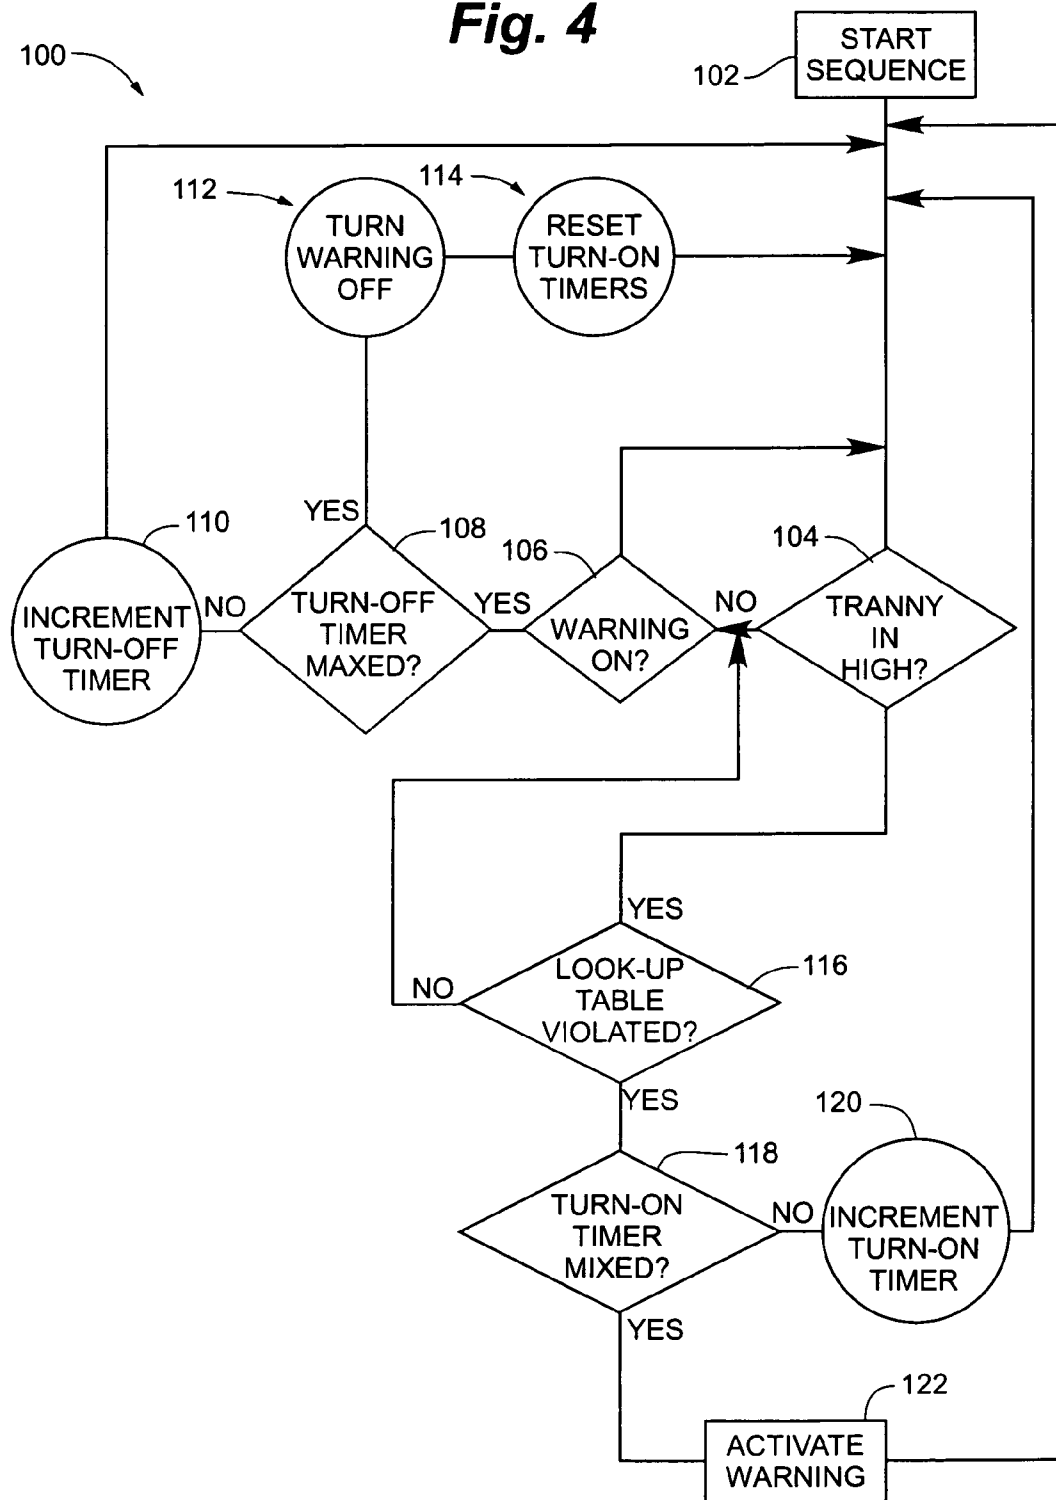 Fig. 4
100
START
SEQUENCE
102
112
114
TURN
WARNING
OFF
RESET
TURN-ON
TIMERS
YES
110
108
106
104
INCREMENT
TURN-OFF
TIMER
NO
TURN-OFF
TIMER
MAXED?
YES
WARNING
ON?
NO
TRANNY
IN
HIGH?
YES
NO
LOOK-UP
TABLE
VIOLATED?
116
YES
120
118
TURN-ON
TIMER
MIXED?
NO
INCREMENT
TURN-ON
TIMER
YES
122
ACTIVATE
WARNING